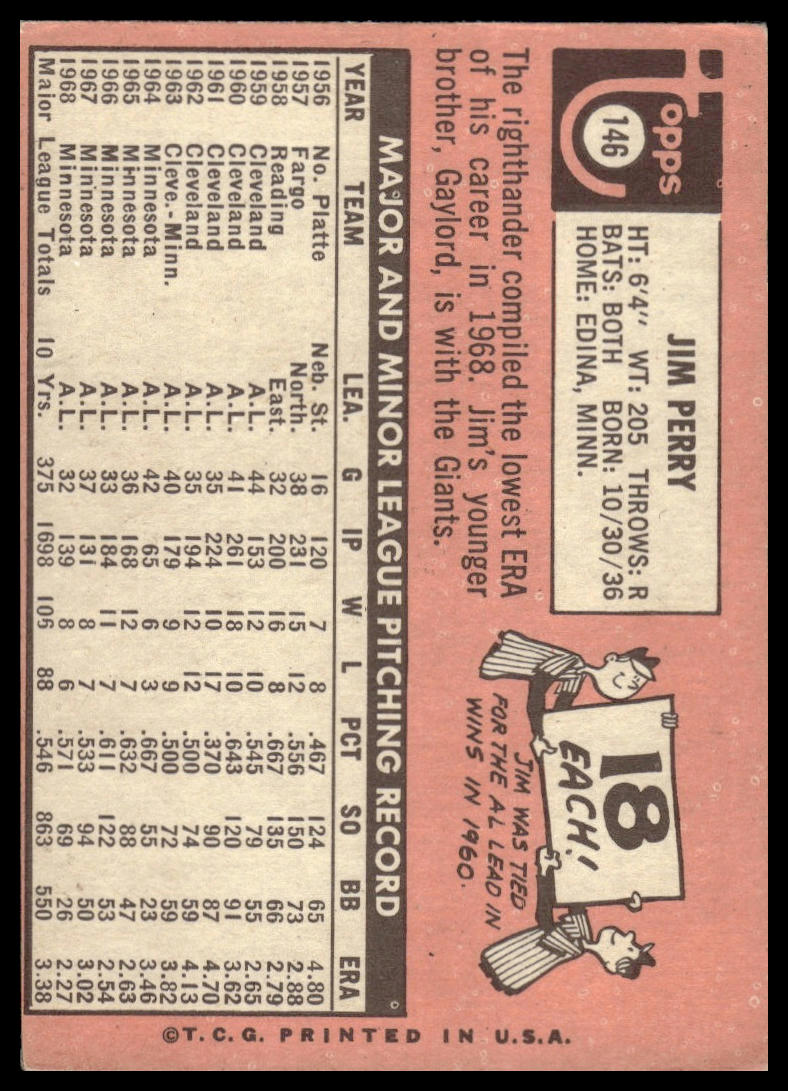 Topps
146
JIM PERRY
HT: 6'4" WT: 205 THROWS: R
BATS: BOTH BORN: 10/30/36
HOME: EDINA, MINN.
The righthander compiled the lowest ERA
of his career in 1968. Jim's younger
brother, Gaylord, is with the Giants.
18
EACH!
JIM WAS TIED
FOR THE AL LEAD IN
WINS IN 1960.
MAJOR AND MINOR LEAGUE PITCHING RECORD
YEAR TEAM LEA. G IP W L PCT SO BB ERA
1956 No. Platte Neb. St. 16 120 7 8 .467 124 65 4.80
1957 Fargo North. 38 231 15 12 .556 150 73 2.88
1958 Reading East. 32 200 16 8 .667 135 66 2.79
1959 Cleveland A.L. 44 153 12 10 .545 79 55 2.65
1960 Cleveland A.L. 41 261 18 10 .643 120 91 3.62
1961 Cleveland A.L. 35 224 10 17 .370 90 87 4.70
1962 Cleveland A.L. 35 194 12 12 .500 74 59 4.13
1963 Cleve.-Minn. A.L. 40 179 9 9 .500 72 59 3.82
1964 Minnesota A.L. 42 65 6 3 .667 55 23 3.46
1965 Minnesota A.L. 36 168 12 7 .632 88 47 2.63
1966 Minnesota A.L. 33 184 11 7 .611 122 53 2.54
1967 Minnesota A.L. 37 131 8 7 .533 94 50 3.02
1968 Minnesota A.L. 32 139 8 6 .571 69 26 2.27
Major League Totals 10 Yrs. 375 1698 106 88 .546 863 550 3.38
©T.C.G. PRINTED IN U.S.A.